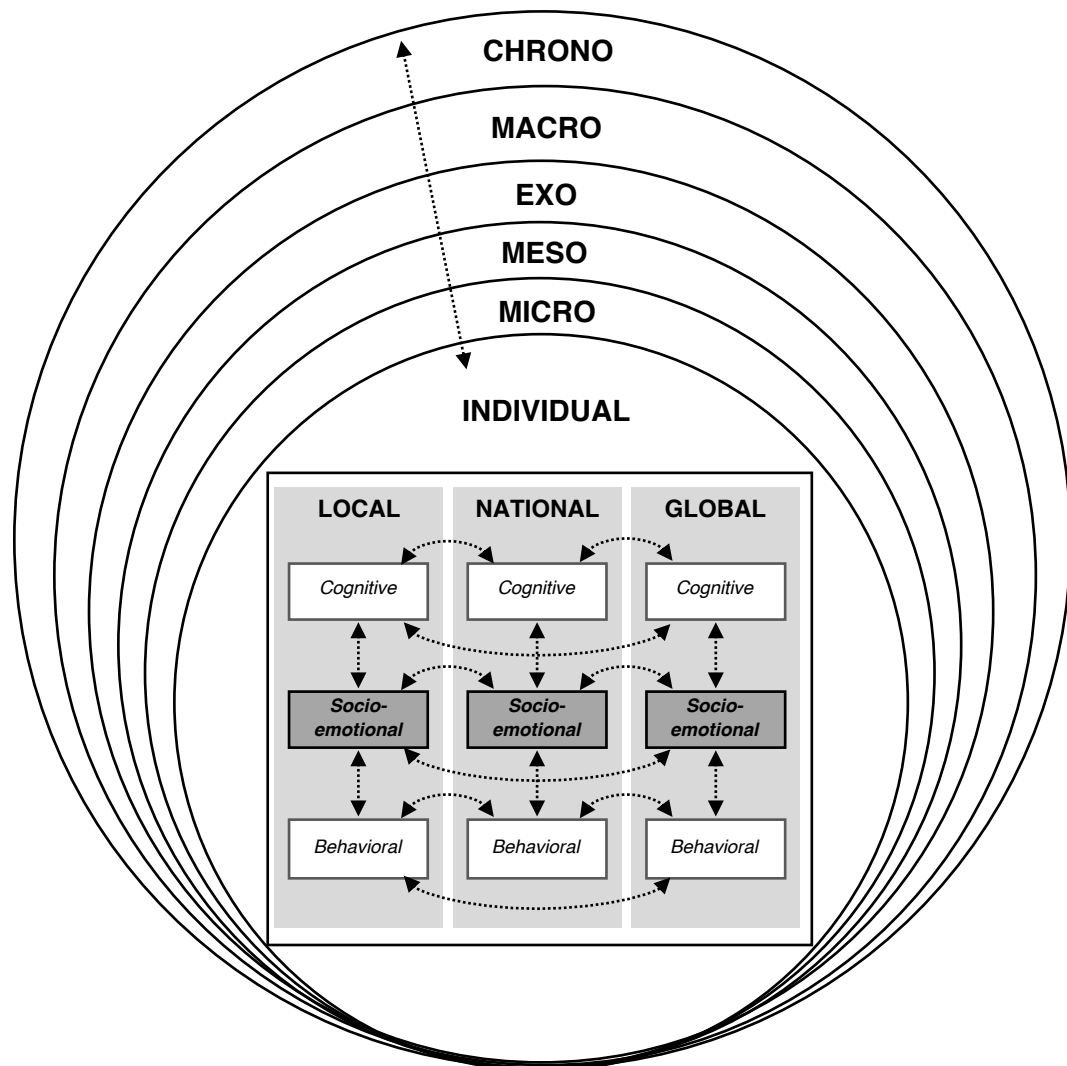 CHRONO
MACRO
EXO
MESO
MICRO
INDIVIDUAL
LOCAL NATIONAL GLOBAL
Cognitive Cognitive Cognitive
Socio- Socio- Socio-
emotional emotional emotional
Behavioral Behavioral Behavioral